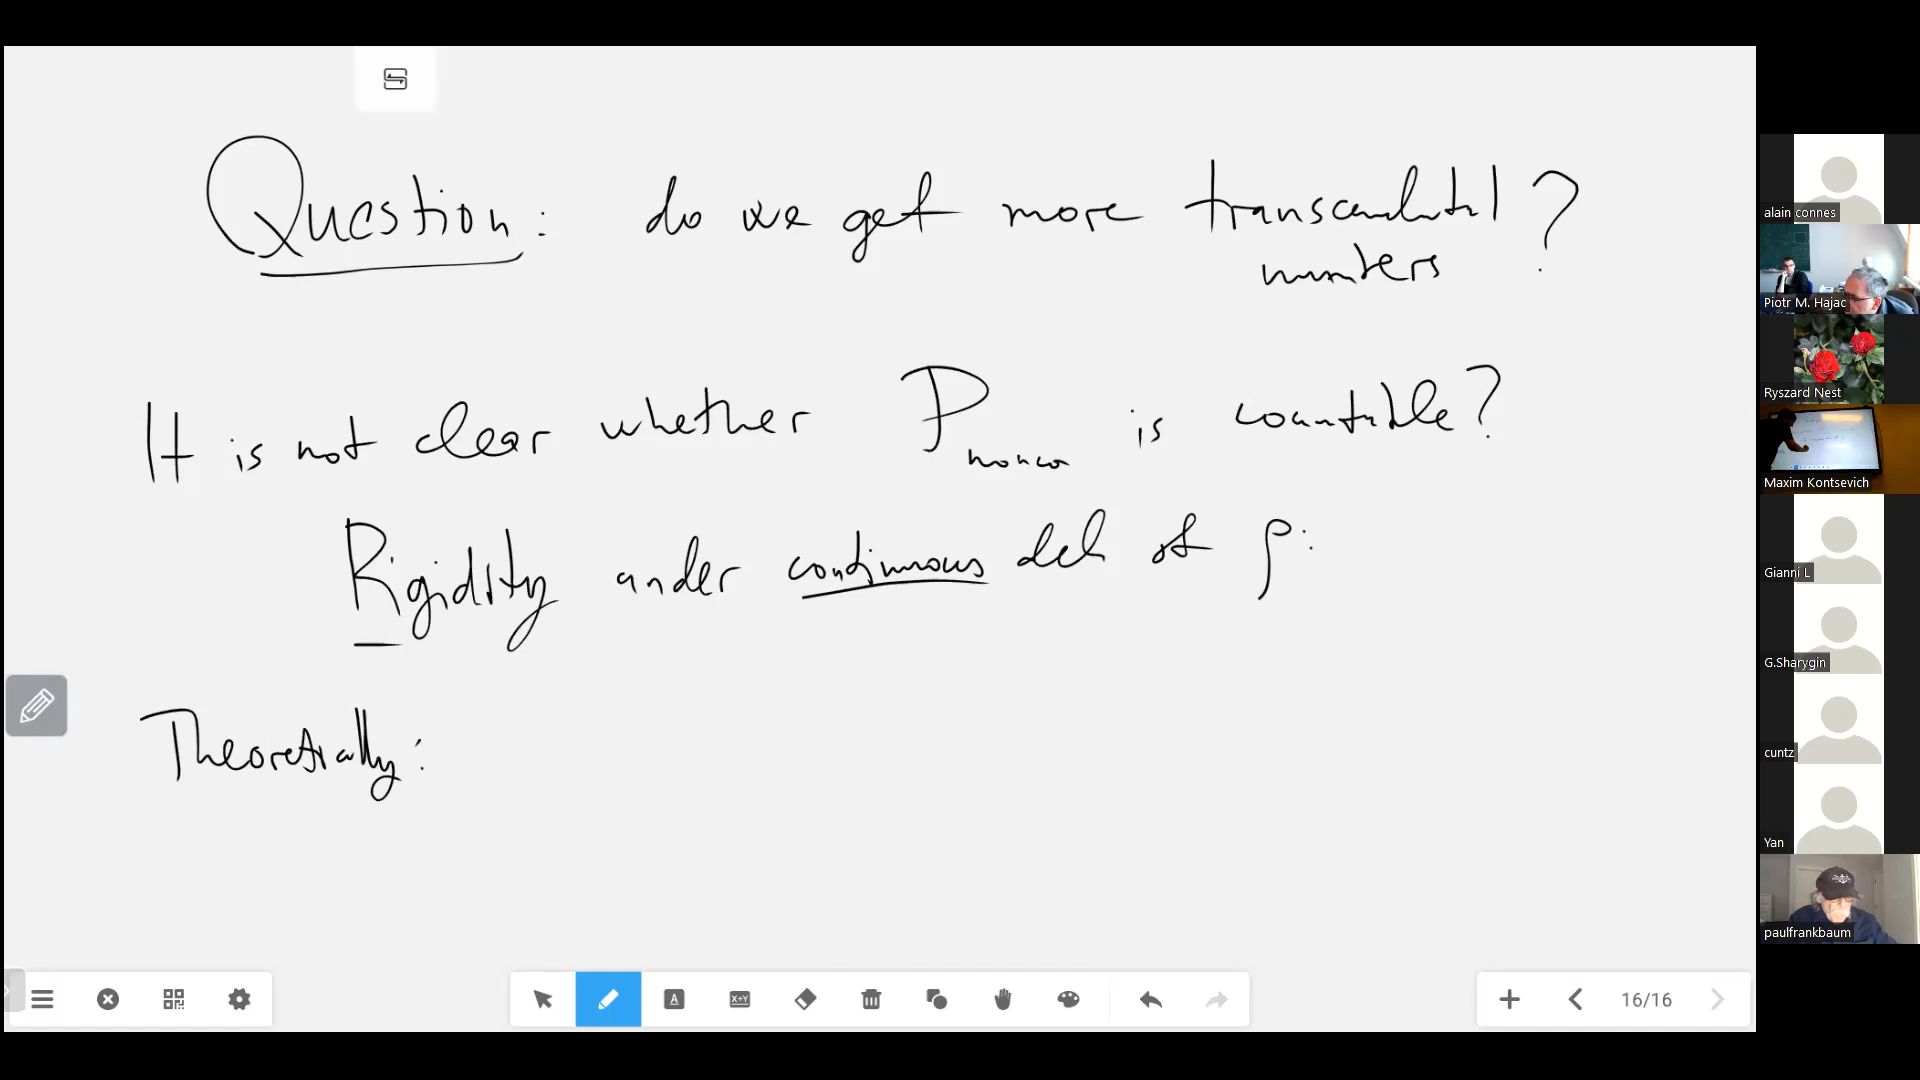 Question: do we get more transcendental ?
numbers
It is not clear whether P nonco is countable?
Rigidity under continuous def of ρ:
Theoretically:
16/16
alain connes
Piotr M. Hajac
Ryszard Nest
Maxim Kontsevich
Gianni L
G.Sharygin
cuntz
Yan
paulfrankbaum